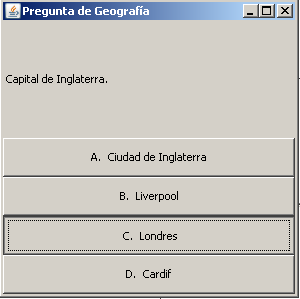 Pregunta de Geografía
Capital de Inglaterra.
A. Ciudad de Inglaterra
B. Liverpool
C. Londres
D. Cardif